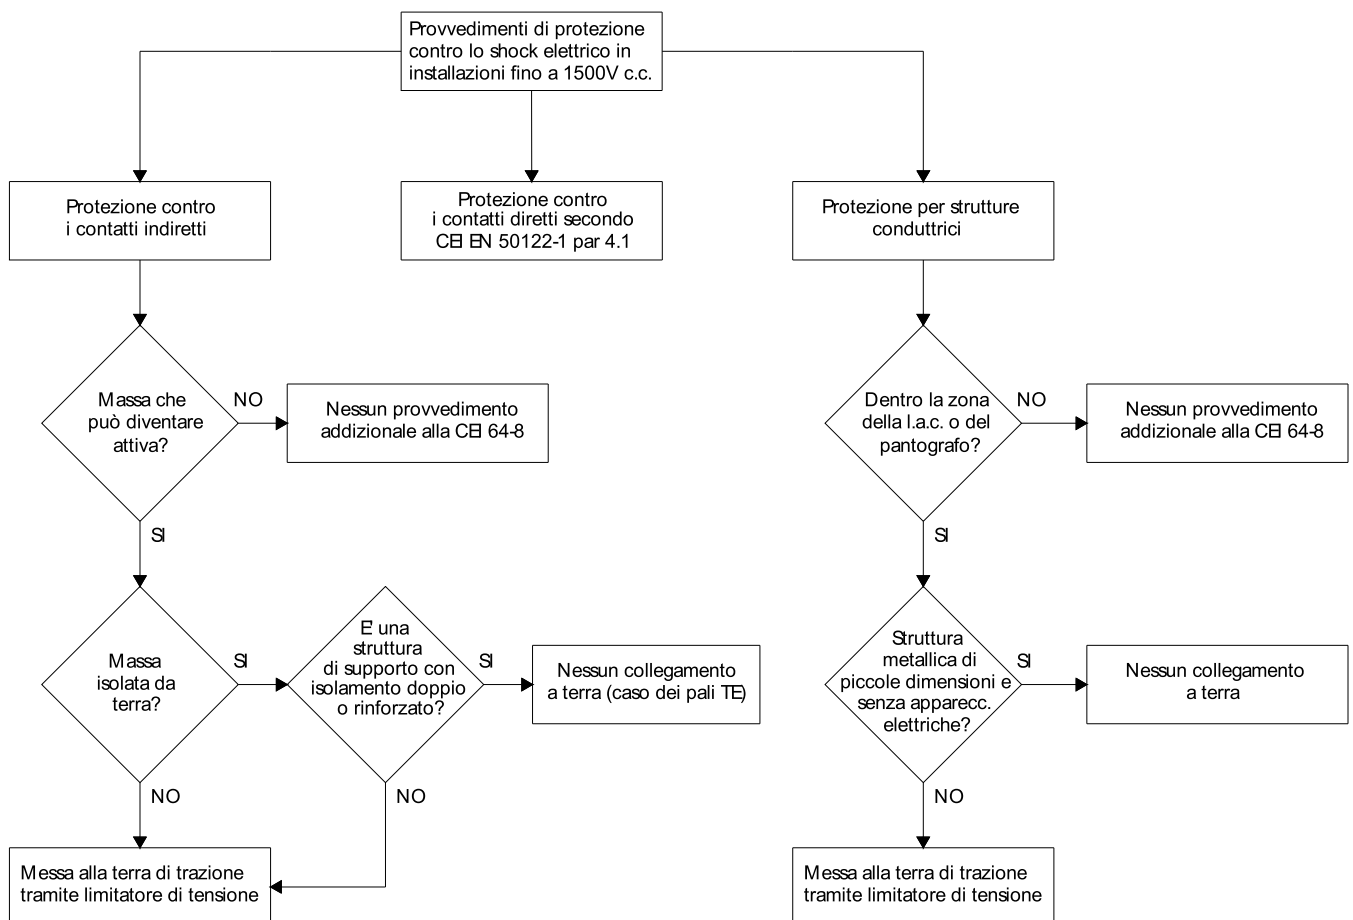 Provvedimenti di protezione
contro lo shock elettrico in
installazioni fino a 1500V c.c.
Protezione contro
i contatti indiretti
Protezione contro
i contatti diretti secondo
CEI EN 50122-1 par 4.1
Protezione per strutture
conduttrici
Massa che
può diventare
attiva?
NO
Nessun provvedimento
addizionale alla CEI 64-8
Dentro la zona
della l.a.c. o del
pantografo?
NO
Nessun provvedimento
addizionale alla CEI 64-8
SI
SI
Massa
isolata da
terra?
SI
E' una
struttura
di supporto con
isolamento doppio
o rinforzato?
SI
Nessun collegamento
a terra (caso dei pali TE)
Struttura
metallica di
piccole dimensioni e
senza apparecc.
elettriche?
SI
Nessun collegamento
a terra
NO
NO
NO
Messa alla terra di trazione
tramite limitatore di tensione
Messa alla terra di trazione
tramite limitatore di tensione